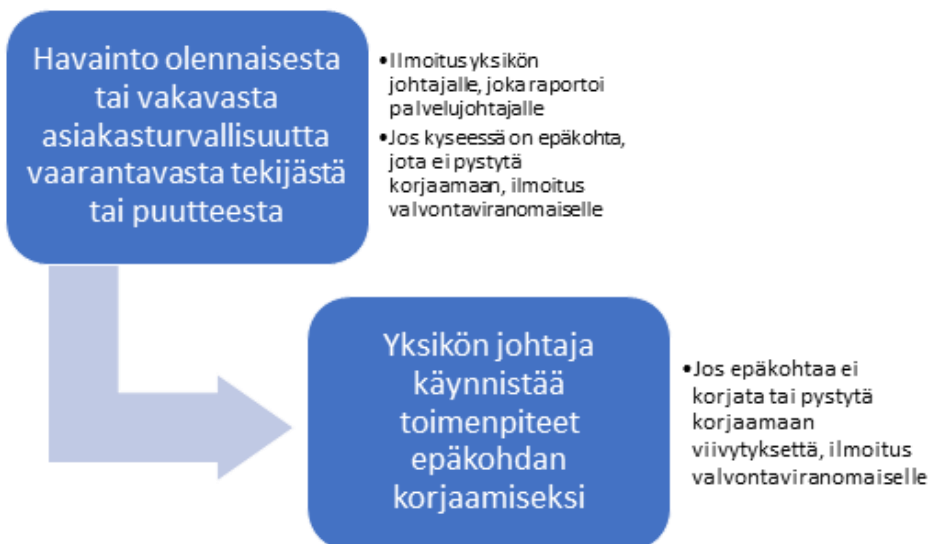 Havainto olennaisesta
tai vakavasta
asiakasturvallisuutta
vaarantavasta tekijästä
tai puutteesta
•Ilmoitus yksikön
johtajalle, joka raportoi
palvelujohtajalle
•Jos kyseessä on epäkohta,
jota ei pystytä
korjaamaan, ilmoitus
valvontaviranomaiselle
Yksikön johtaja
käynnistää
toimenpiteet
epäkohdan
korjaamiseksi
•Jos epäkohtaa ei
korjata tai pystytä
korjaamaan
viivytyksettä, ilmoitus
valvontaviranomaiselle